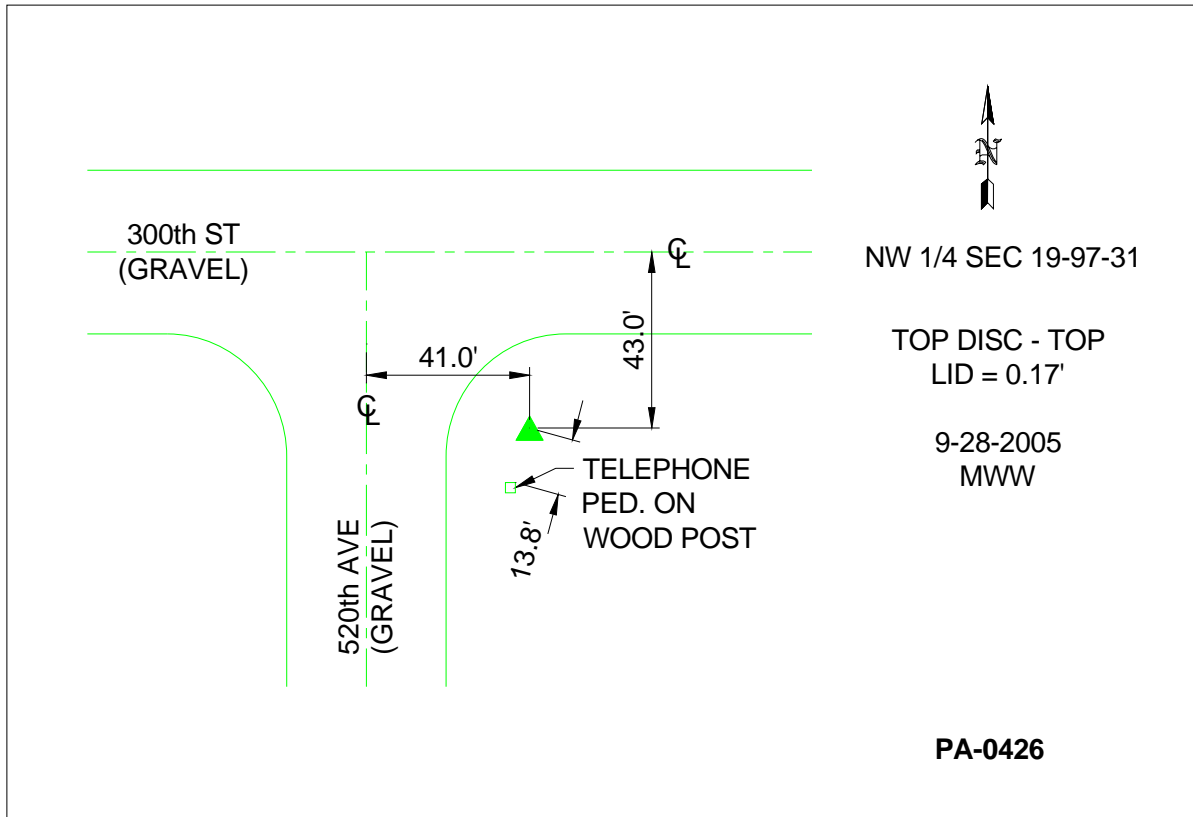 N
300th ST
(GRAVEL)
℄
NW 1/4 SEC 19-97-31
43.0'
41.0'
TOP DISC - TOP
LID = 0.17'
℄
9-28-2005
MWW
TELEPHONE
PED. ON
WOOD POST
13.8'
520th AVE
(GRAVEL)
PA-0426